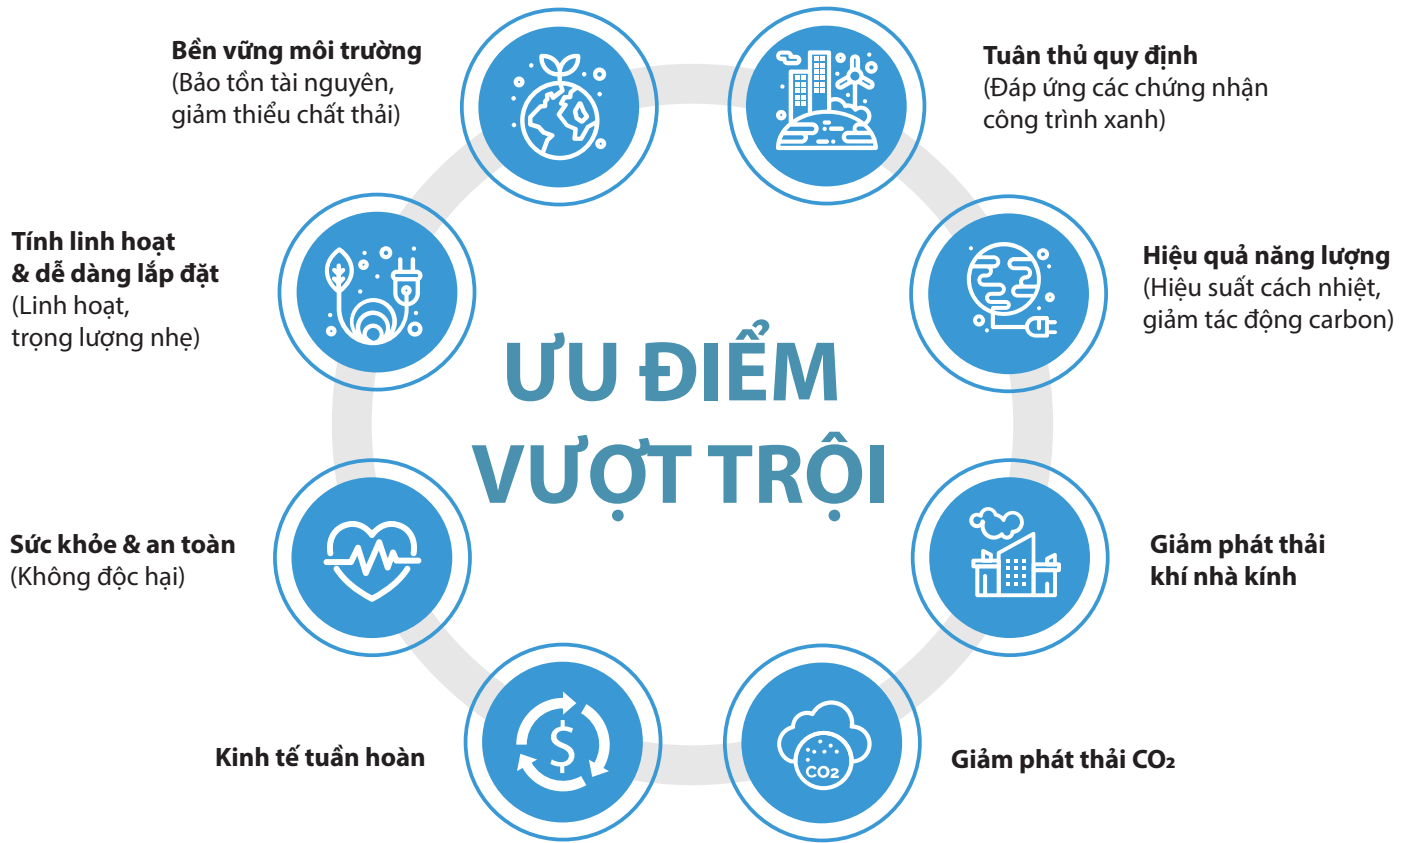 Bền vững môi trường
(Bảo tồn tài nguyên,
giảm thiểu chất thải)
Tuân thủ quy định
(Đáp ứng các chứng nhận
công trình xanh)
Tính linh hoạt
& dễ dàng lắp đặt
(Linh hoạt,
trọng lượng nhẹ)
Hiệu quả năng lượng
(Hiệu suất cách nhiệt,
giảm tác động carbon)
ƯU ĐIỂM
VƯỢT TRỘI
Sức khỏe & an toàn
(Không độc hại)
Giảm phát thải
khí nhà kính
Kinh tế tuần hoàn
$
CO2
Giảm phát thải CO₂